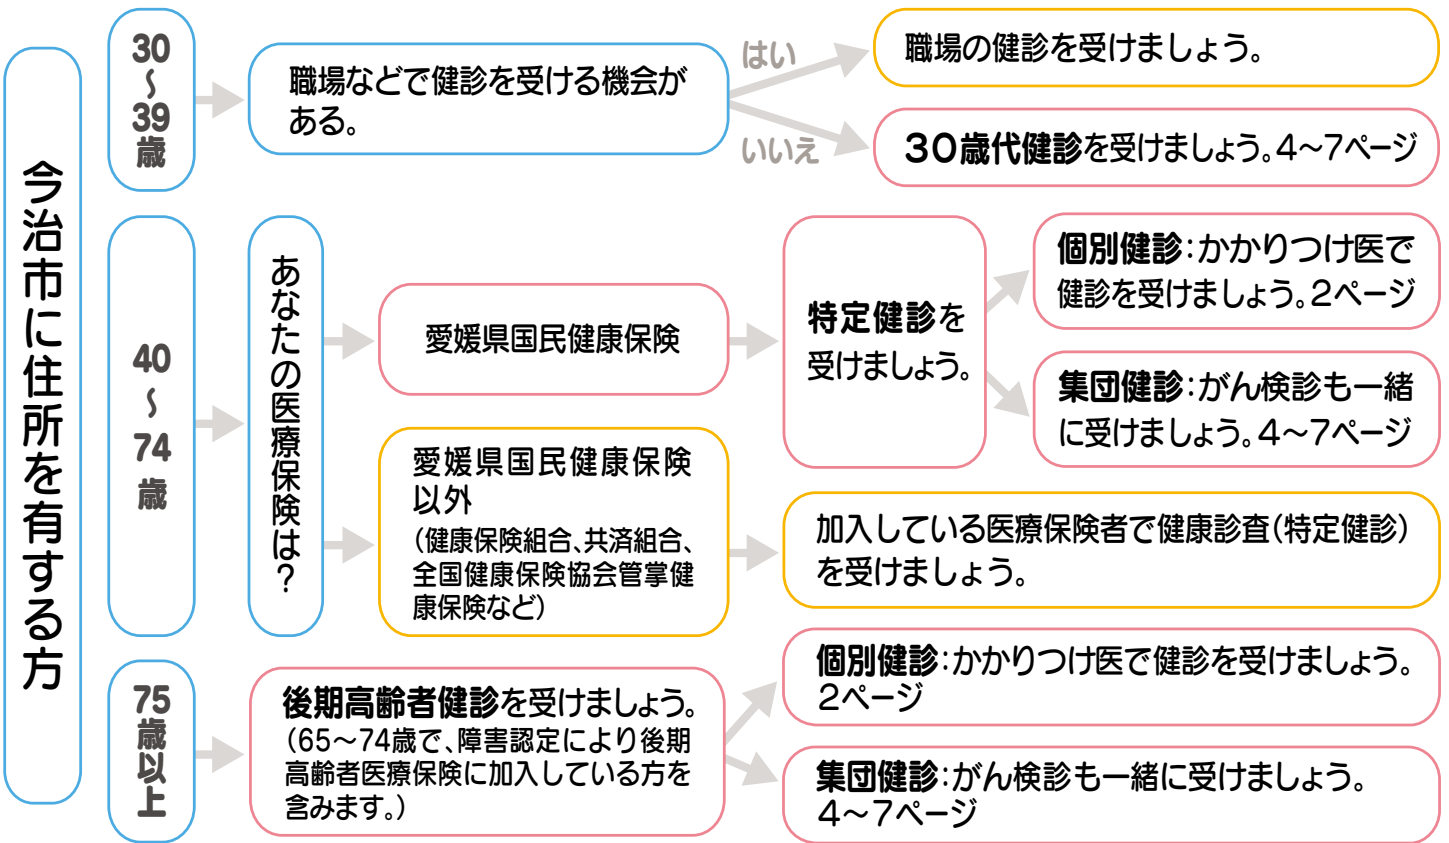 今治市に住所を有する方
30〜39歳
職場などで健診を受ける機会が
ある。
はい
職場の健診を受けましょう。
いいえ
30歳代健診を受けましょう。4〜7ページ
40〜74歳
あなたの医療保険は?
愛媛県国民健康保険
特定健診を
受けましょう。
個別健診:かかりつけ医で
健診を受けましょう。2ページ
集団健診:がん検診も一緒
に受けましょう。4〜7ページ
愛媛県国民健康保険
以外
(健康保険組合、共済組合、
全国健康保険協会管掌健
康保険など)
加入している医療保険者で健康診査(特定健診)
を受けましょう。
75歳以上
後期高齢者健診を受けましょう。
(65〜74歳で、障害認定により後期
高齢者医療保険に加入している方を
含みます。)
個別健診:かかりつけ医で健診を受けましょう。
2ページ
集団健診:がん検診も一緒に受けましょう。
4〜7ページ